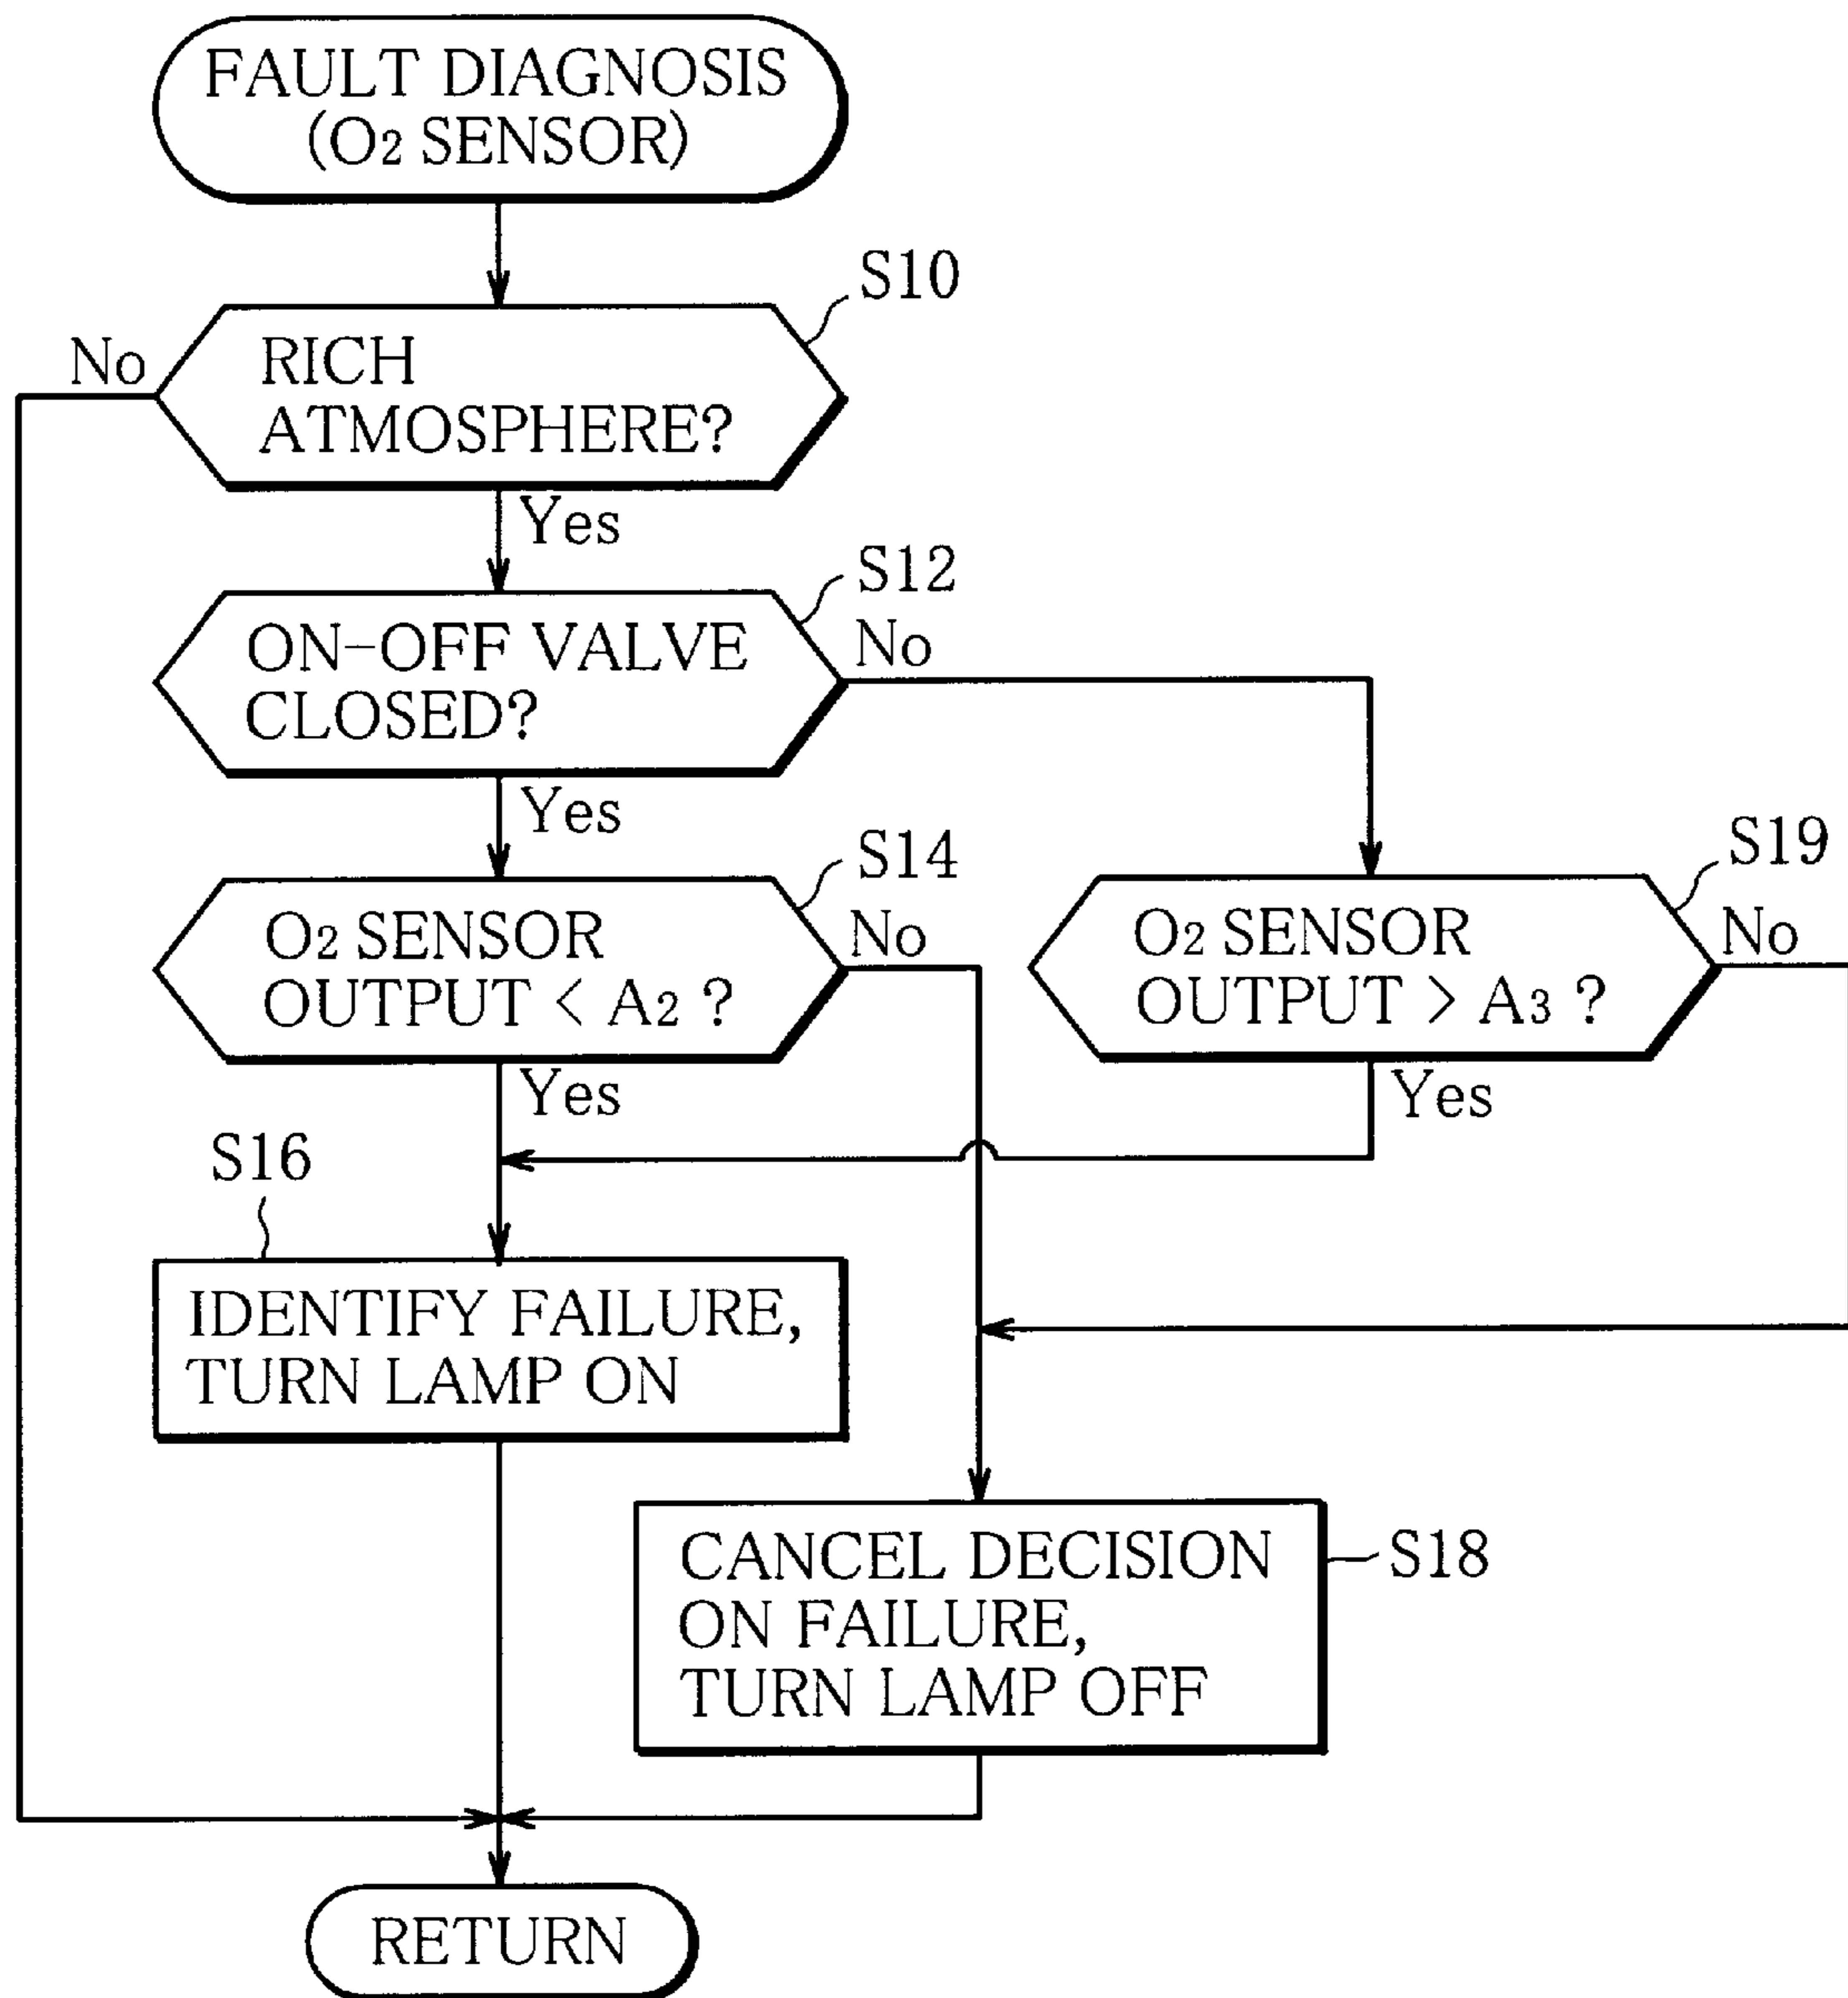 FAULT DIAGNOSIS
(O2 SENSOR)
S10
No
RICH
ATMOSPHERE?
Yes
S12
ON-OFF VALVE
CLOSED?
No
Yes
S14
O2 SENSOR
OUTPUT < A2 ?
No
S19
O2 SENSOR
OUTPUT > A3 ?
No
Yes
Yes
S16
IDENTIFY FAILURE,
TURN LAMP ON
CANCEL DECISION
ON FAILURE,
TURN LAMP OFF
S18
RETURN